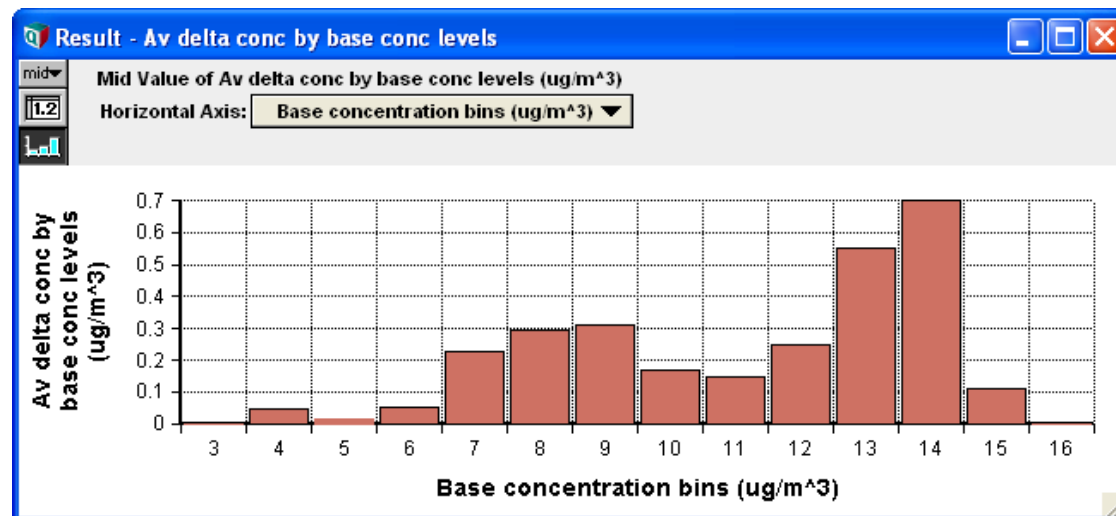 Result - Av delta conc by base conc levels
mid
Mid Value of Av delta conc by base conc levels (ug/m^3)
1.2
Horizontal Axis: Base concentration bins (ug/m^3)
Av delta conc by
base conc levels
(ug/m^3)
0.7
0.6
0.5
0.4
0.3
0.2
0.1
0
3 4 5 6 7 8 9 10 11 12 13 14 15 16
Base concentration bins (ug/m^3)